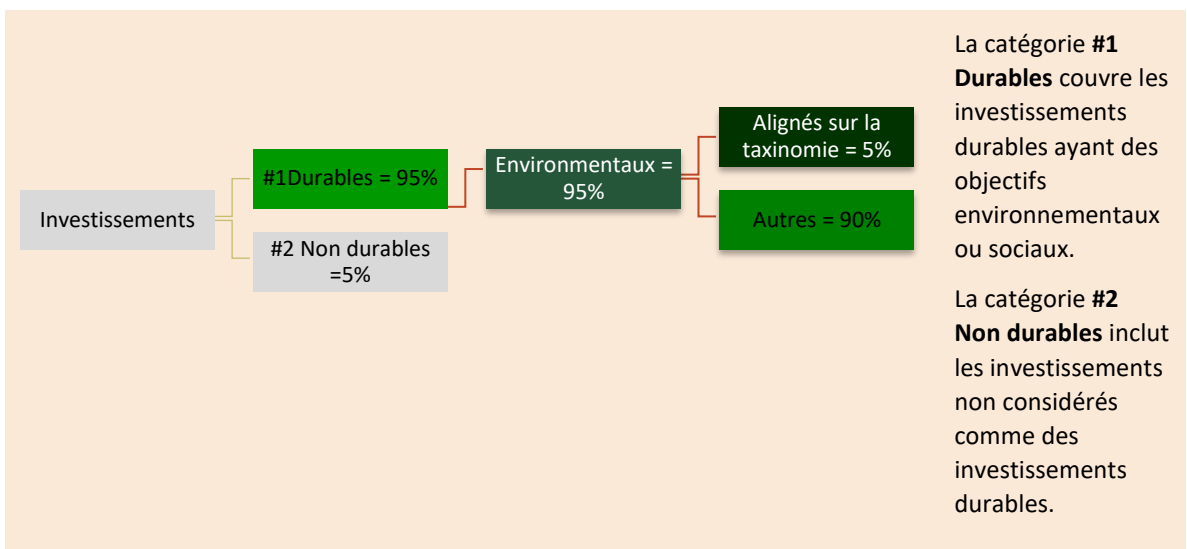 Investissements
#1Durables = 95%
#2 Non durables
=5%
Environmentaux =
95%
Alignés sur la
taxinomie = 5%
Autres = 90%
La catégorie #1
Durables couvre les
investissements
durables ayant des
objectifs
environnementaux
ou sociaux.
La catégorie #2
Non durables inclut
les investissements
non considérés
comme des
investissements
durables.